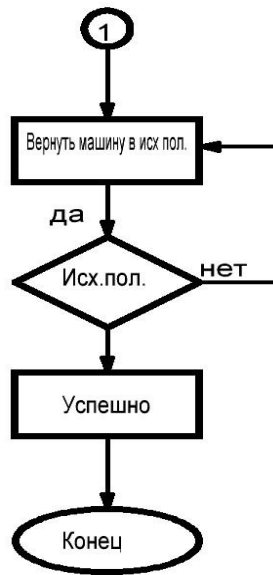 1
Вернуть машину в исх пол.
да
Исх.пол.
нет
Успешно
Конец